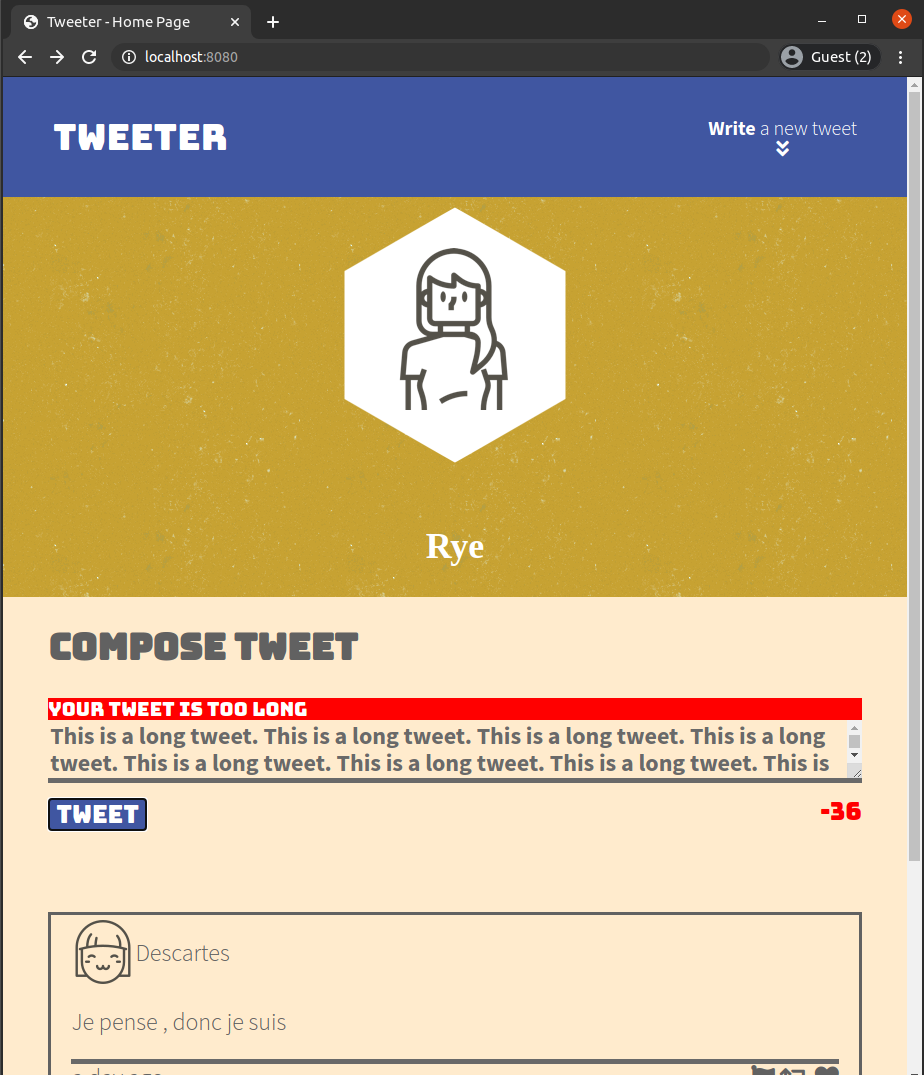 Tweeter - Home Page
localhost:8080
Guest (2)
TWEETER
Write a new tweet
Rye
COMPOSE TWEET
YOUR TWEET IS TOO LONG
This is a long tweet. This is a long tweet. This is a long tweet. This is a long
tweet. This is a long tweet. This is a long tweet. This is a long tweet. This is
TWEET
-36
Descartes
Je pense , donc je suis
a day ago